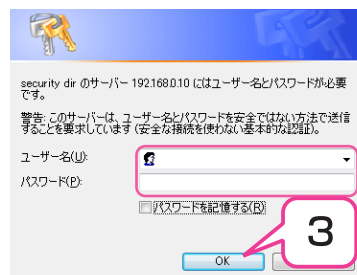 security dir のサーバー 192.168.0.10 にはユーザー名とパスワードが必要
です。
警告: このサーバーは、ユーザー名とパスワードを安全ではない方法で送信
することを要求しています (安全な接続を使わない基本的な認証)。
ユーザー名(U):
パスワード(P):
パスワードを記憶する(R)
3
OK